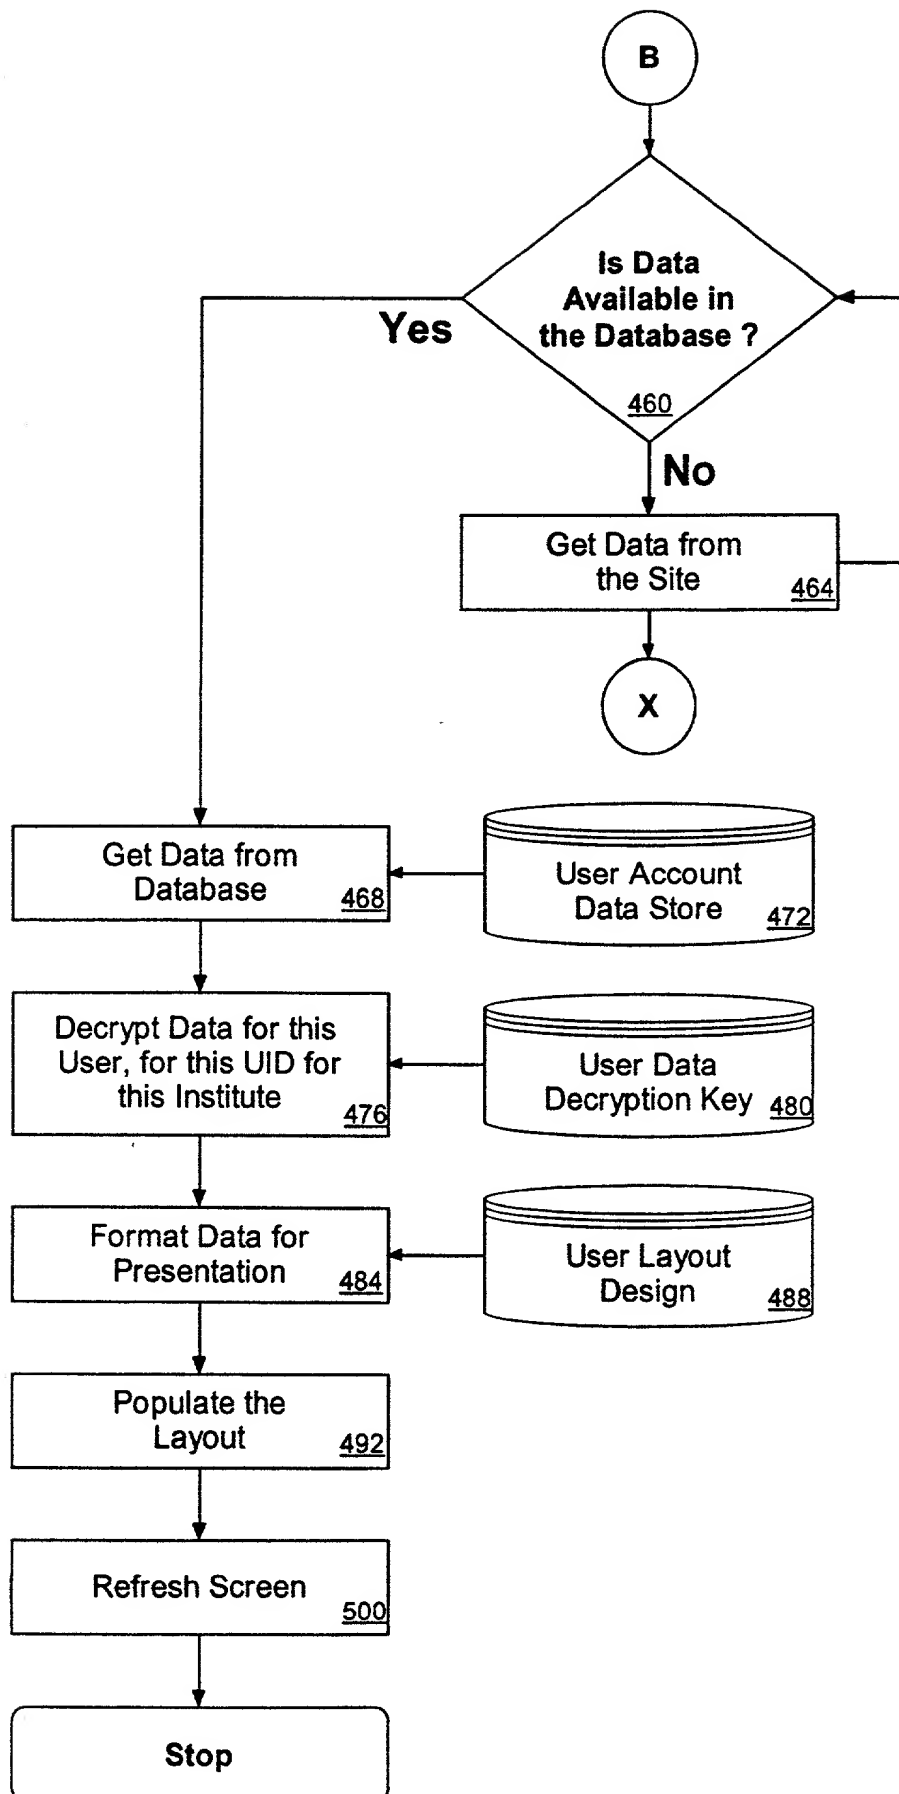 B
Is Data
Available in
the Database ?
460
Yes
No
Get Data from
the Site
464
X
Get Data from
Database
468
User Account
Data Store
472
Decrypt Data for this
User, for this UID for
this Institute
476
User Data
Decryption Key
480
Format Data for
Presentation
484
User Layout
Design
488
Populate the
Layout
492
Refresh Screen
500
Stop